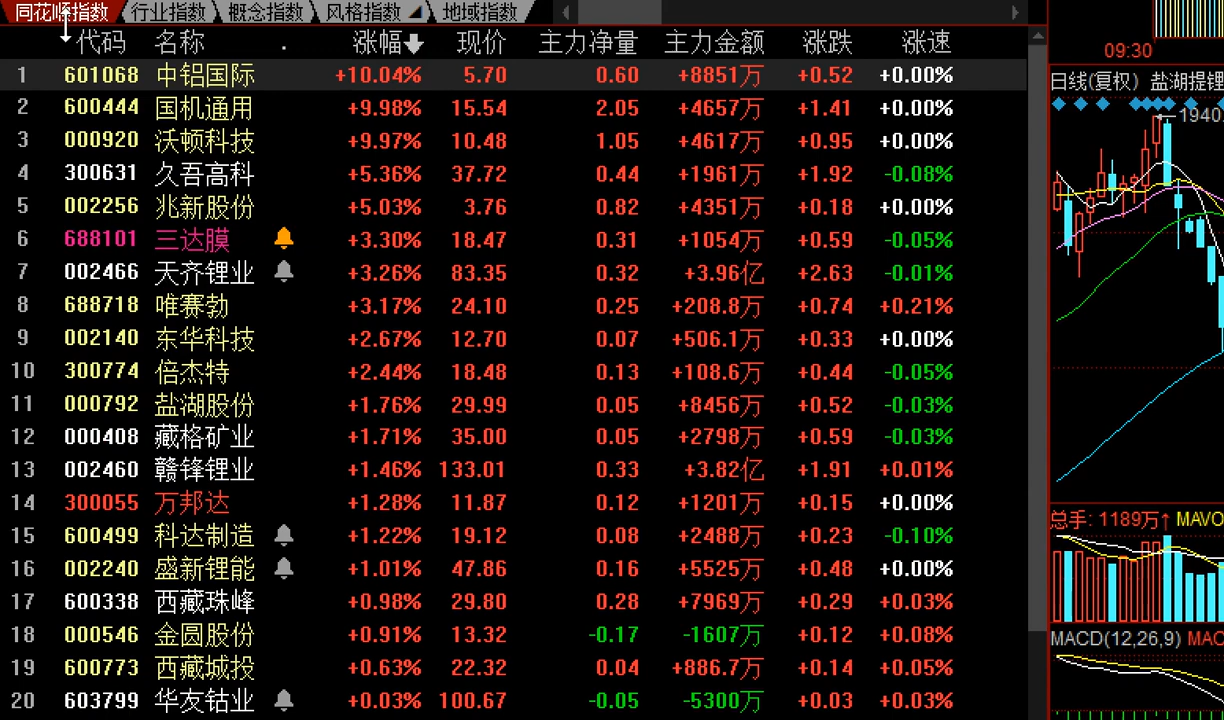 同花顺指数 行业指数 概念指数 风格指数 地域指数
代码 名称 . 涨幅 现价 主力净量 主力金额 涨跌 涨速
1 601068 中铝国际 +10.04% 5.70 0.60 +8851万 +0.52 +0.00%
2 600444 国机通用 +9.98% 15.54 2.05 +4657万 +1.41 +0.00%
3 000920 沃顿科技 +9.97% 10.48 1.05 +4617万 +0.95 +0.00%
4 300631 久吾高科 +5.36% 37.72 0.44 +1961万 +1.92 -0.08%
5 002256 兆新股份 +5.03% 3.76 0.82 +4351万 +0.18 +0.00%
6 688101 三达膜 +3.30% 18.47 0.31 +1054万 +0.59 -0.05%
7 002466 天齐锂业 +3.26% 83.35 0.32 +3.96亿 +2.63 -0.01%
8 688718 唯赛勃 +3.17% 24.10 0.25 +208.8万 +0.74 +0.21%
9 002140 东华科技 +2.67% 12.70 0.07 +506.1万 +0.33 +0.00%
10 300774 倍杰特 +2.44% 18.48 0.13 +108.6万 +0.44 -0.05%
11 000792 盐湖股份 +1.76% 29.99 0.05 +8456万 +0.52 -0.03%
12 000408 藏格矿业 +1.71% 35.00 0.05 +2798万 +0.59 -0.03%
13 002460 赣锋锂业 +1.46% 133.01 0.33 +3.82亿 +1.91 +0.01%
14 300055 万邦达 +1.28% 11.87 0.12 +1201万 +0.15 +0.00%
15 600499 科达制造 +1.22% 19.12 0.08 +2488万 +0.23 -0.10%
16 002240 盛新锂能 +1.01% 47.86 0.16 +5525万 +0.48 +0.00%
17 600338 西藏珠峰 +0.98% 29.80 0.28 +7969万 +0.29 +0.03%
18 000546 金圆股份 +0.91% 13.32 -0.17 -1607万 +0.12 +0.08%
19 600773 西藏城投 +0.63% 22.32 0.04 +886.7万 +0.14 +0.05%
20 603799 华友钴业 +0.03% 100.67 -0.05 -5300万 +0.03 +0.03%
09:30
日线(复权) 盐湖提锂
1940.
总手: 1189万↑ MAVO
MACD(12,26,9) MAC